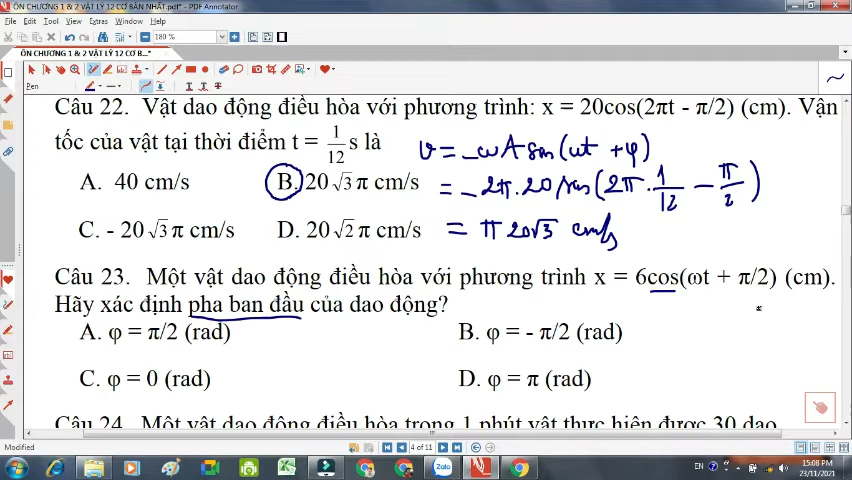 ÔN CHƯƠNG 1 & 2 VẬT LÝ 12 CƠ BẢN NHẤT.pdf* - PDF Annotator
File Edit Tool View Extras Window Help
180 %
ÔN CHƯƠNG 1 & 2 VẬT LÝ 12 CƠ B...*
Pen
Câu 22. Vật dao động điều hòa với phương trình: x = 20cos(2πt - π/2) (cm). Vận
tốc của vật tại thời điểm t = 1/12 s là
v = -ωA sin(ωt + φ)
A. 40 cm/s
B. 20√3π cm/s
= -2π.20 sin(2π.1/12 - π/2)
C. - 20√3π cm/s
D. 20√2π cm/s
= π20√3 cm/s
Câu 23. Một vật dao động điều hòa với phương trình x = 6cos(ωt + π/2) (cm).
Hãy xác định pha ban đầu của dao động?
A. φ = π/2 (rad)
B. φ = - π/2 (rad)
C. φ = 0 (rad)
D. φ = π (rad)
Câu 24. Một vật dao động điều hòa trong 1 phút vật thực hiện được 30 dao
Modified
4 of 11
Zalo
EN
15:08 PM
23/11/2021